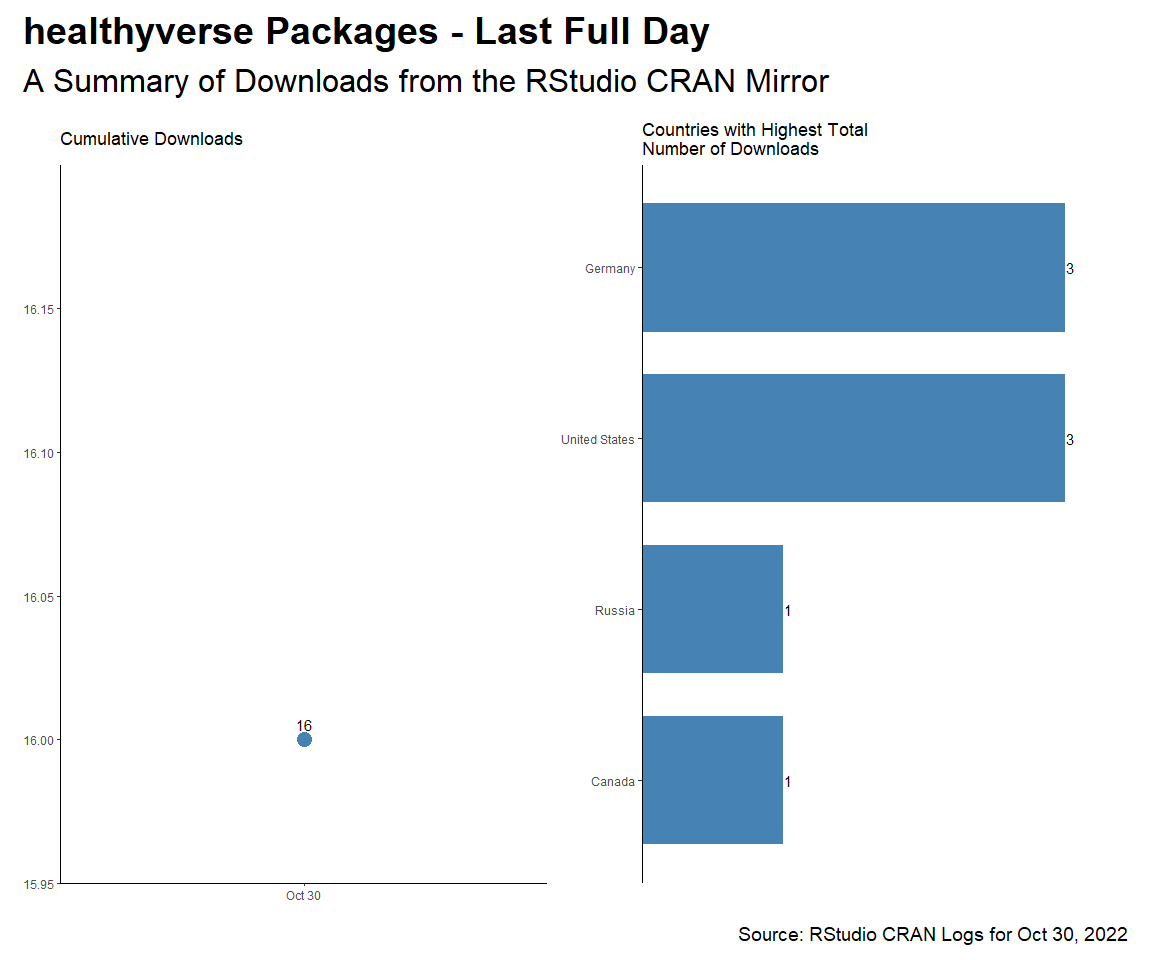 healthyverse Packages - Last Full Day
A Summary of Downloads from the RStudio CRAN Mirror
Cumulative Downloads
16.15
16.10
16.05
16.00
15.95
16
Oct 30
Countries with Highest Total
Number of Downloads
Germany
3
United States
3
Russia
1
Canada
1
Source: RStudio CRAN Logs for Oct 30, 2022